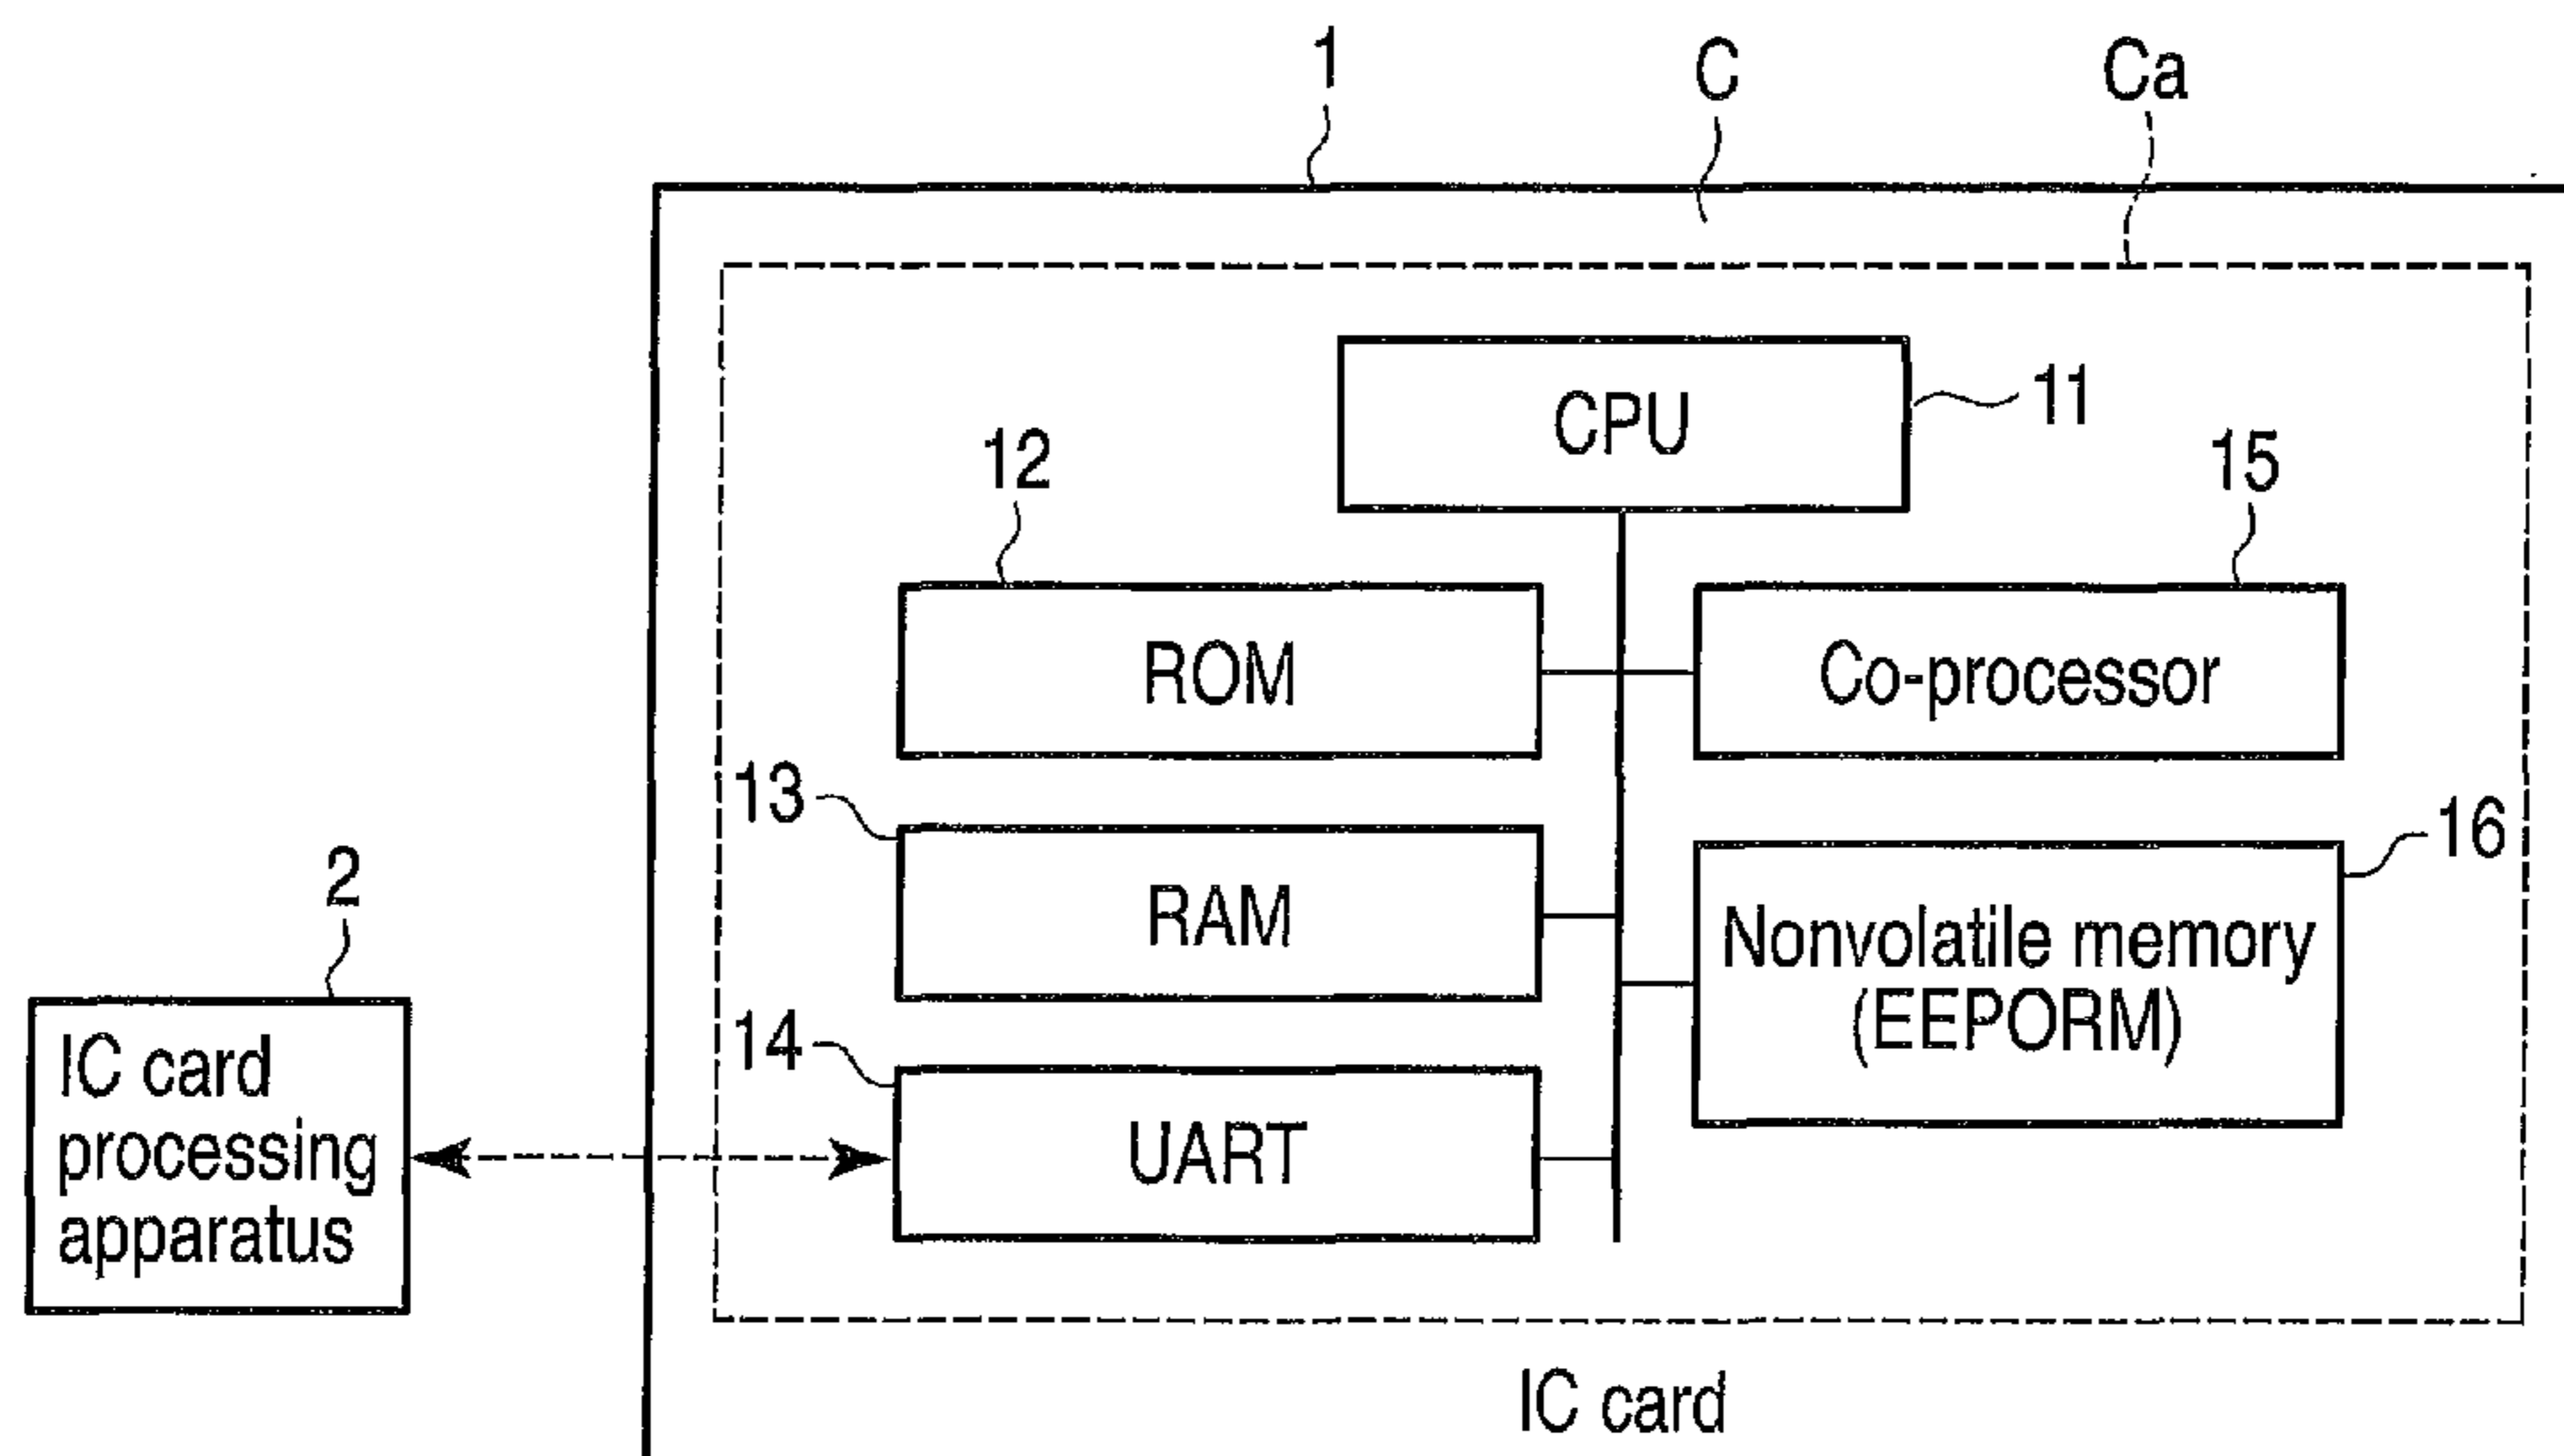 1
C
Ca
CPU
11
12
15
ROM
Co-processor
13
16
2
RAM
Nonvolatile memory
(EEPORM)
14
IC card
processing
apparatus
UART
IC card